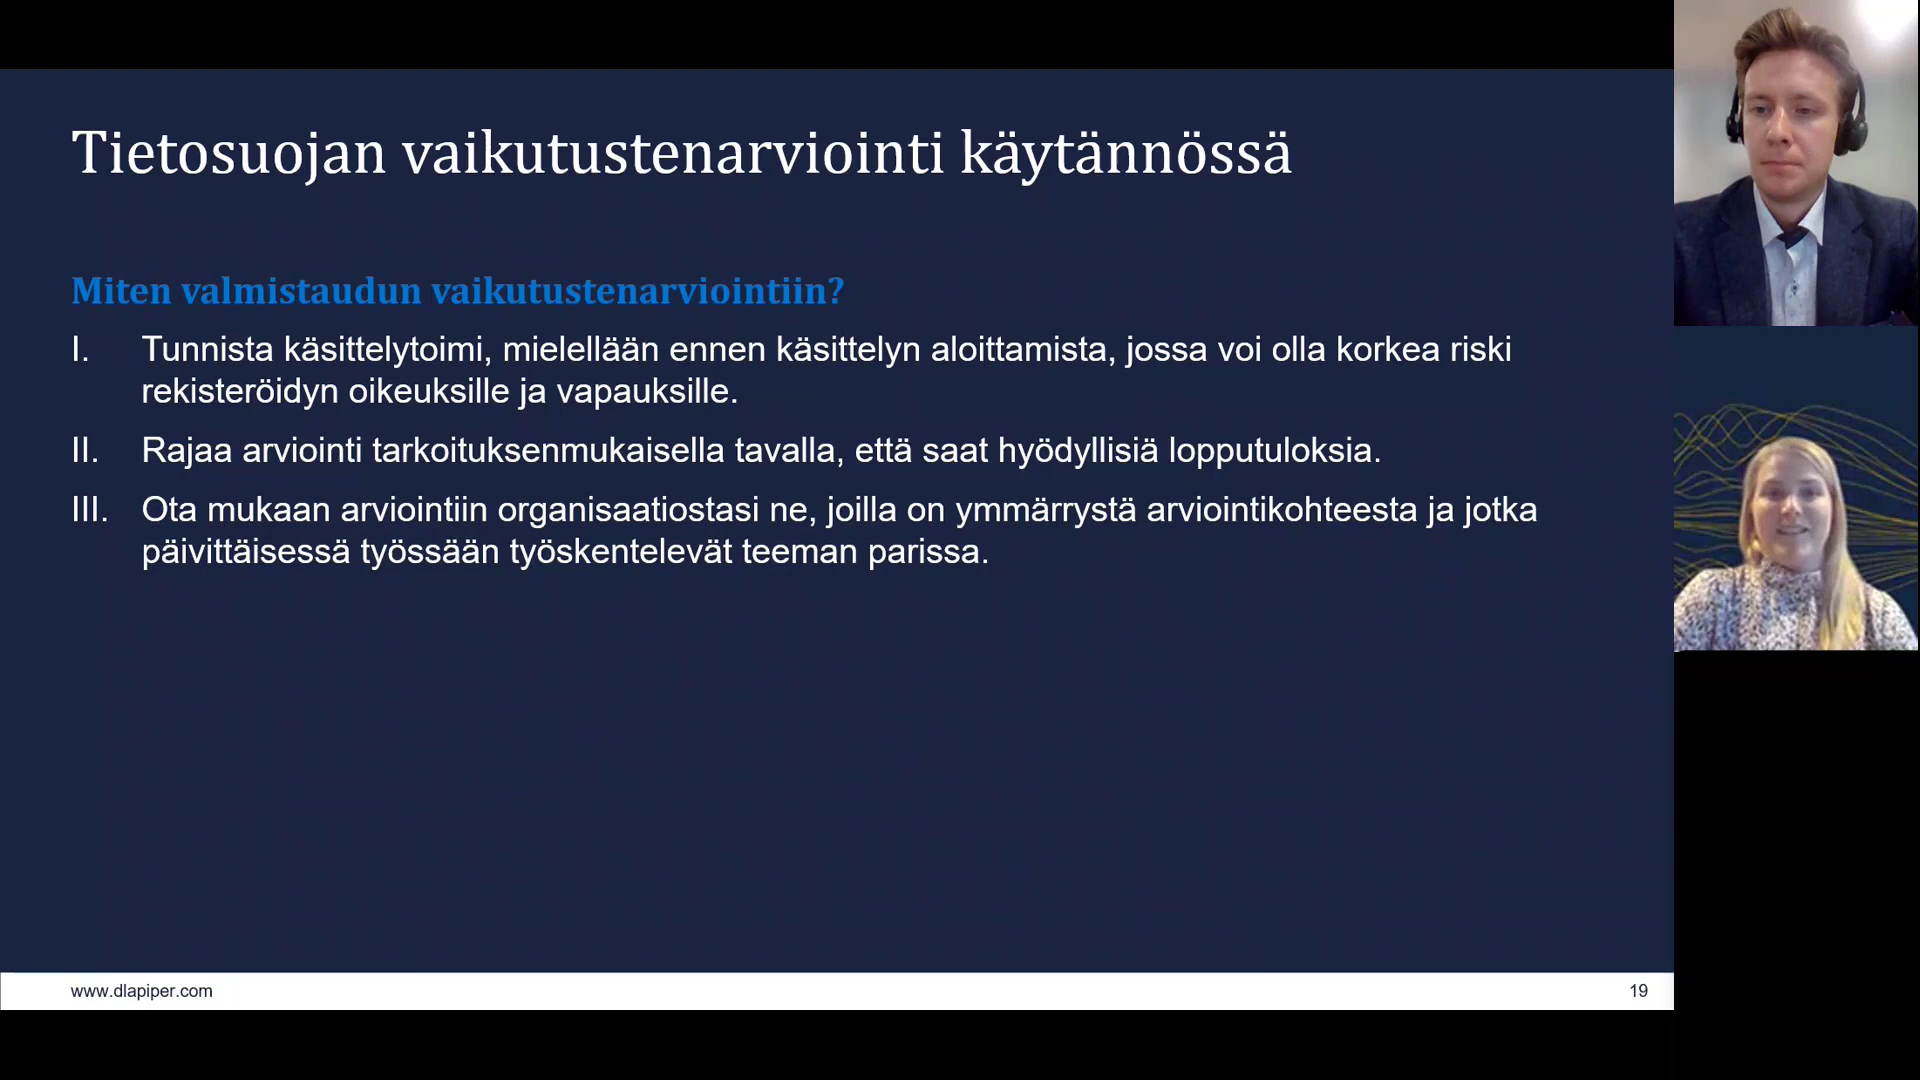 Tietosuojan vaikutustenarviointi käytännössä
Miten valmistaudun vaikutustenarviointiin?
I. Tunnista käsittelytoimi, mielellään ennen käsittelyn aloittamista, jossa voi olla korkea riski
rekisteröidyn oikeuksille ja vapauksille.
II. Rajaa arviointi tarkoituksenmukaisella tavalla, että saat hyödyllisiä lopputuloksia.
III. Ota mukaan arviointiin organisaatiostasi ne, joilla on ymmärrystä arviointikohteesta ja jotka
päivittäisessä työssään työskentelevät teeman parissa.
www.dlapiper.com
19